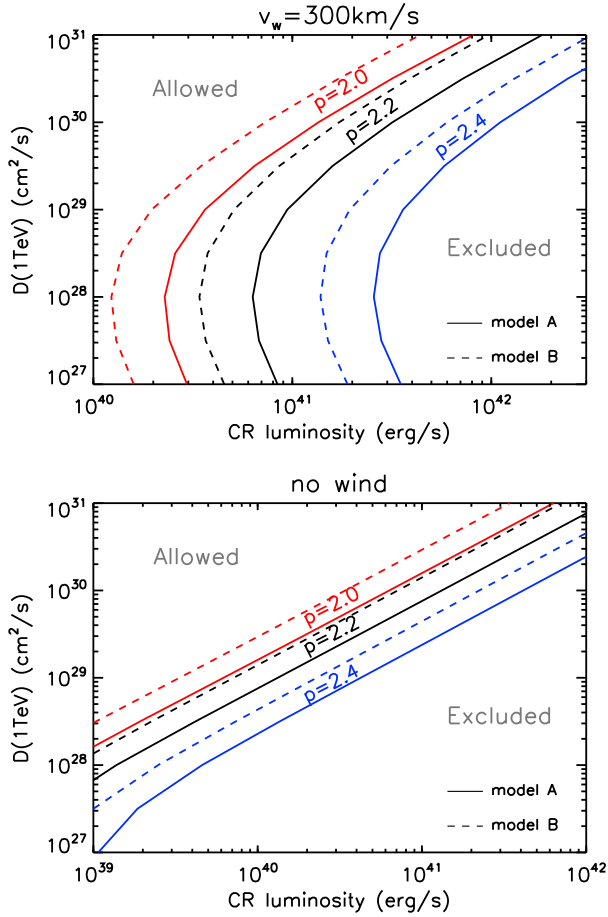 v_w=300km/s
10^31
10^30
10^29
10^28
10^27
D(1TeV) (cm^2/s)
Allowed
p=2.0
p=2.2
p=2.4
Excluded
model A
model B
10^40
10^41
10^42
CR luminosity (erg/s)
no wind
10^31
10^30
10^29
10^28
10^27
D(1TeV) (cm^2/s)
Allowed
p=2.0
p=2.2
p=2.4
Excluded
model A
model B
10^39
10^40
10^41
10^42
CR luminosity (erg/s)